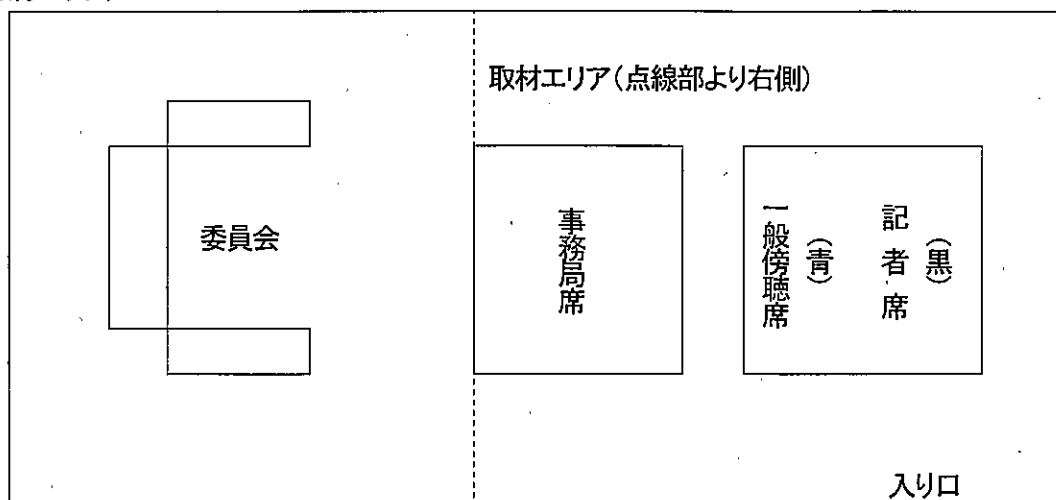 取材エリア(点線部より右側)
委員会
事務局席
一般傍聴席
(青)
記者席
(黒)
入り口